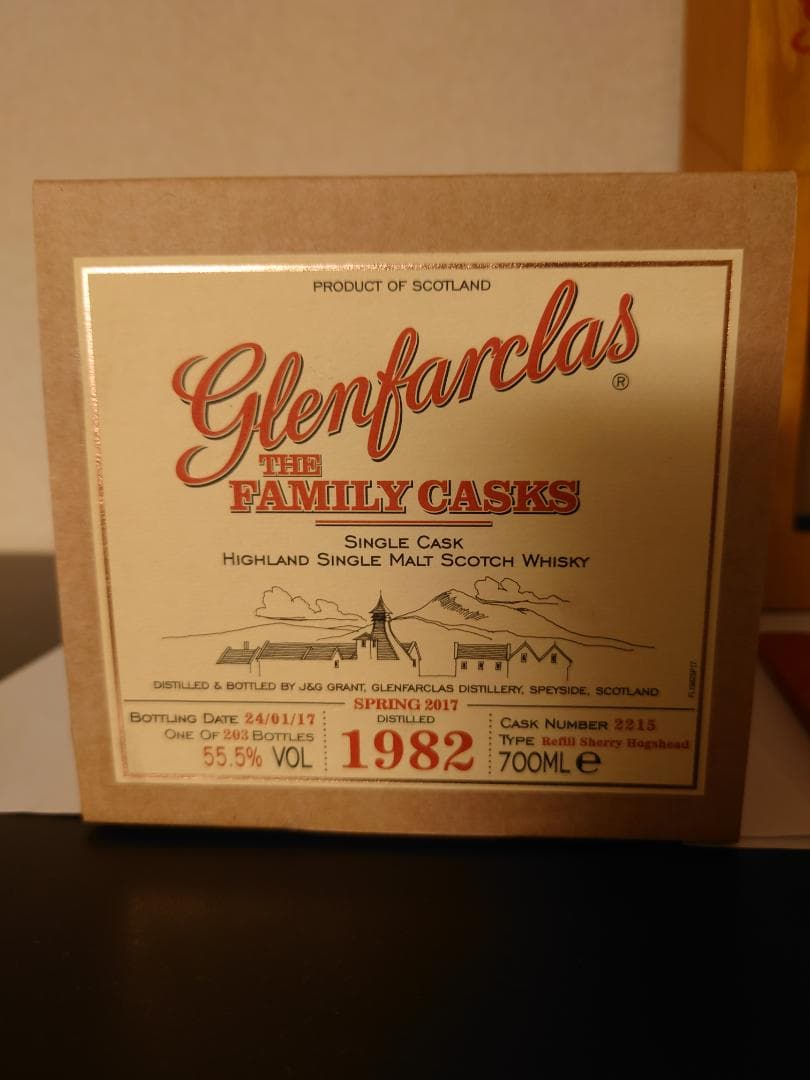 PRODUCT OF SCOTLAND
Glenfarclas
®
THE
FAMILY CASKS
SINGLE CASK
HIGHLAND SINGLE MALT SCOTCH WHISKY
DISTILLED & BOTTLED BY J&G GRANT, GLENFARCLAS DISTILLERY, SPEYSIDE, SCOTLAND
SPRING 2017
BOTTLING DATE 24/01/17
ONE OF 203 BOTTLES
55.5% VOL
DISTILLED
1982
CASK NUMBER 2215
TYPE Refill Sherry Hogshead
700ML e